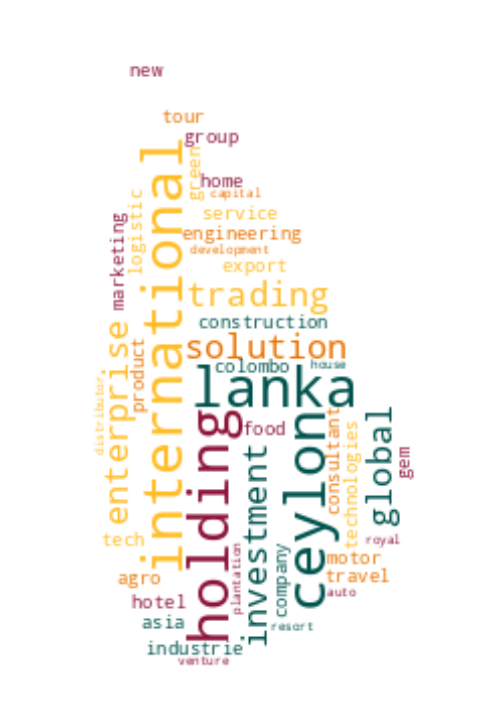 new
tour
group
green
home
capital
logistic
service
marketing
engineering
development
international
export
trading
construction
enterprise
solution
product
colombo
house
lanka
distributor
holding
food
ceylon
consultant
global
technologies
gem
investment
tech
royal
company
plantation
motor
agro
travel
auto
hotel
asia
resort
industrie
venture